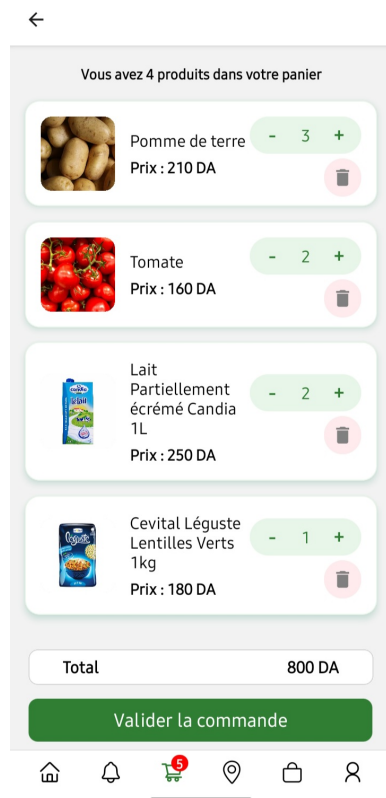 Vous avez 4 produits dans votre panier
Pomme de terre
Prix : 210 DA
- 3 +
Tomate
Prix : 160 DA
- 2 +
Lait
Partiellement
écrémé Candia
1L
Prix : 250 DA
- 2 +
candia
Cevital Léguste
Lentilles Verts
1kg
Prix : 180 DA
- 1 +
Léguste
Total 800 DA
Valider la commande
5